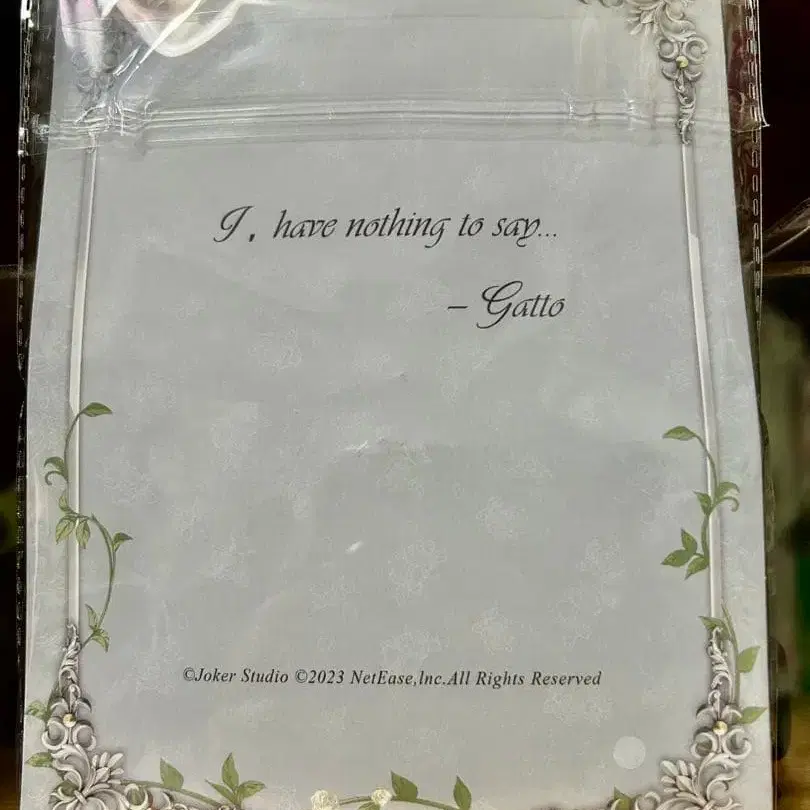 I, have nothing to say...
– Gatto
©Joker Studio ©2023 NetEase,Inc.All Rights Reserved